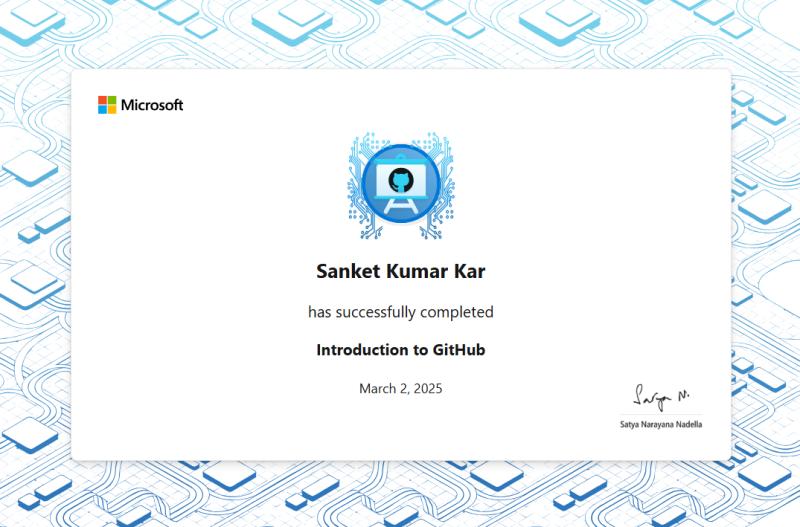 Microsoft
Sanket Kumar Kar
has successfully completed
Introduction to GitHub
March 2, 2025
Satya N.
Satya Narayana Nadella